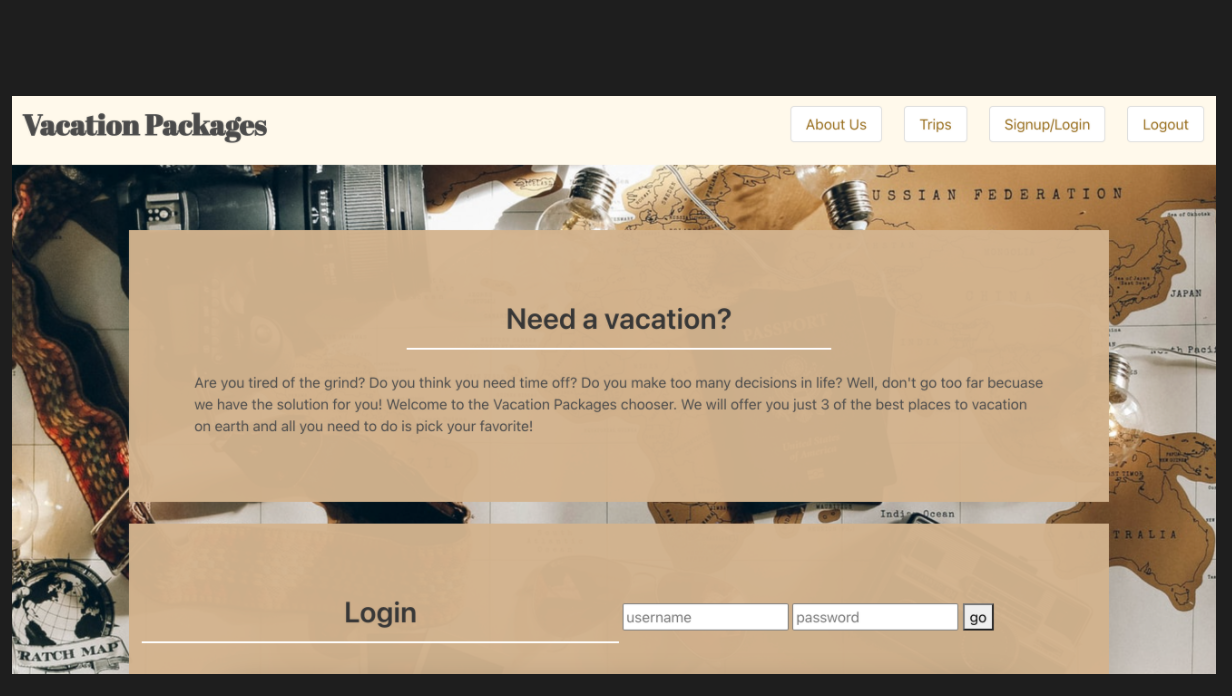 Vacation Packages
About Us
Trips
Signup/Login
Logout
USSIAN FEDERATION
Sea of Okhotsk
JAPAN
Need a vacation?
Are you tired of the grind? Do you think you need time off? Do you make too many decisions in life? Well, don't go too far becuase
we have the solution for you! Welcome to the Vacation Packages chooser. We will offer you just 3 of the best places to vacation
on earth and all you need to do is pick your favorite!
Indi Ocean
TRALIA
Login
username
password
go
RATCH MAP